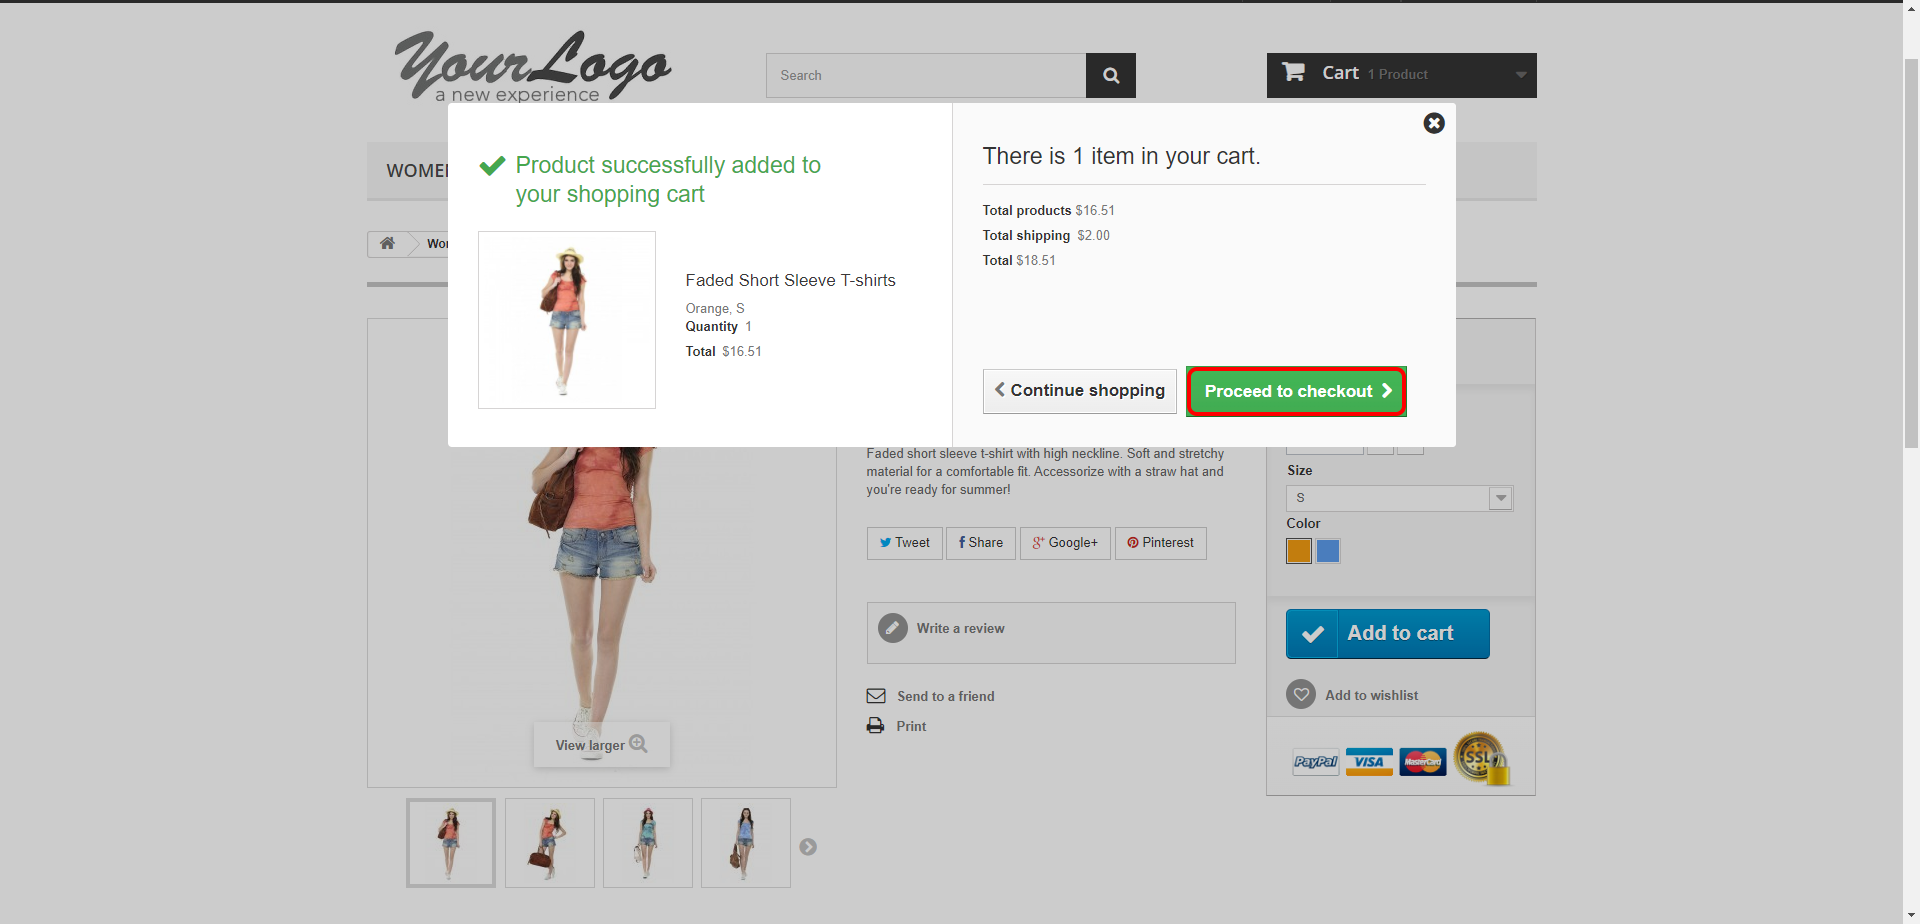 YourLogo
a new experience
Search
Cart 1 Product
Product successfully added to
your shopping cart
Faded Short Sleeve T-shirts
Orange, S
Quantity 1
Total $16.51
There is 1 item in your cart.
Total products $16.51
Total shipping $2.00
Total $18.51
Continue shopping
Proceed to checkout
Faded short sleeve t-shirt with high neckline. Soft and stretchy
material for a comfortable fit. Accessorize with a straw hat and
you're ready for summer!
Tweet
Share
Google+
Pinterest
Write a review
Send to a friend
Print
View larger
Size
S
Color
Add to cart
Add to wishlist
PayPal
VISA
MasterCard
SSL